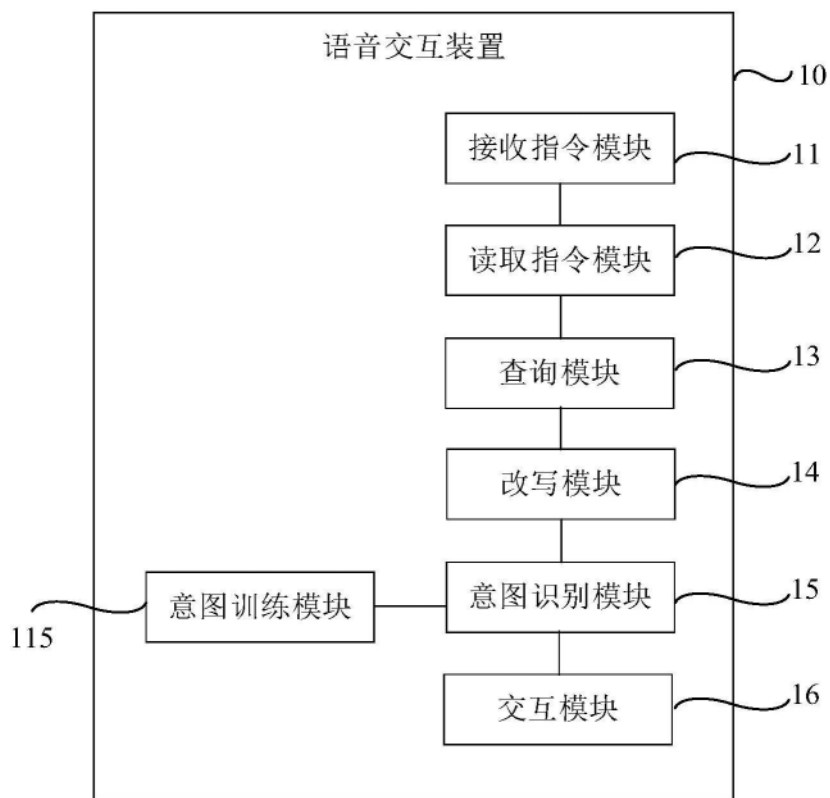 语音交互装置
10
接收指令模块
11
读取指令模块
12
查询模块
13
改写模块
14
意图训练模块
115
意图识别模块
15
交互模块
16